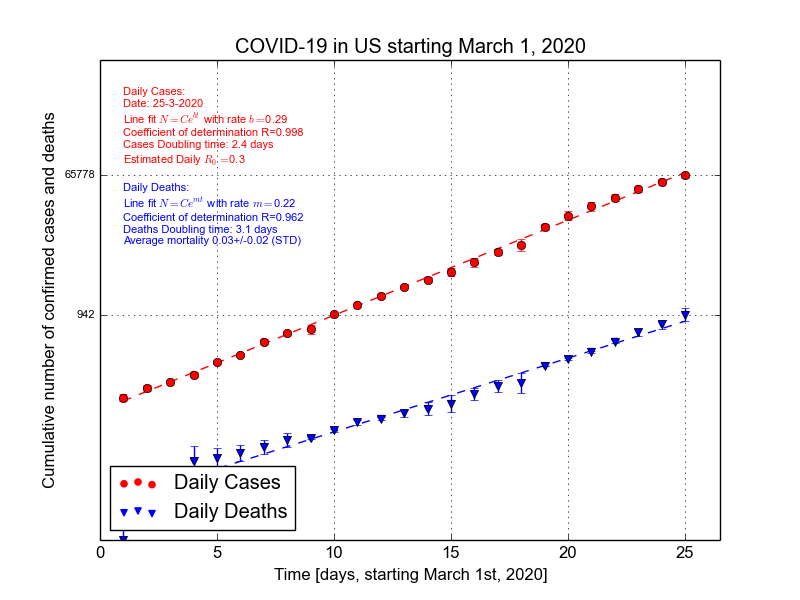 COVID-19 in US starting March 1, 2020
Daily Cases:
Date: 25-3-2020
Line fit N = Ce^{bt} with rate b =0.29
Coefficient of determination R=0.998
Cases Doubling time: 2.4 days
Estimated Daily R_0 =0.3
65778
Daily Deaths:
Line fit N = Ce^{mt} with rate m =0.22
Coefficient of determination R=0.962
Deaths Doubling time: 3.1 days
Average mortality 0.03+/-0.02 (STD)
942
Cumulative number of confirmed cases and deaths
Daily Cases
Daily Deaths
0 5 10 15 20 25
Time [days, starting March 1st, 2020]